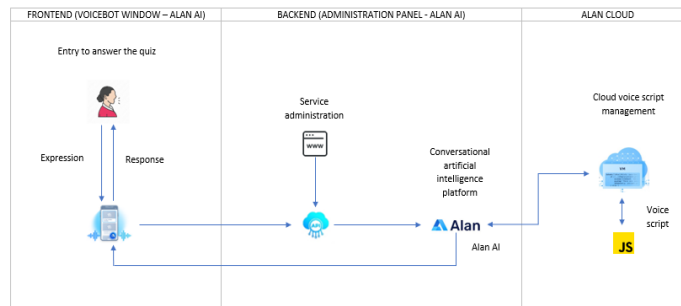 FRONTEND (VOICEBOT WINDOW – ALAN AI)
BACKEND (ADMINISTRATION PANEL - ALAN AI)
ALAN CLOUD
Entry to answer the quiz
Expression
Response
Service
administration
www
API
Conversational
artificial
intelligence
platform
Alan
Alan AI
Cloud voice script
management
Voice
script
JS